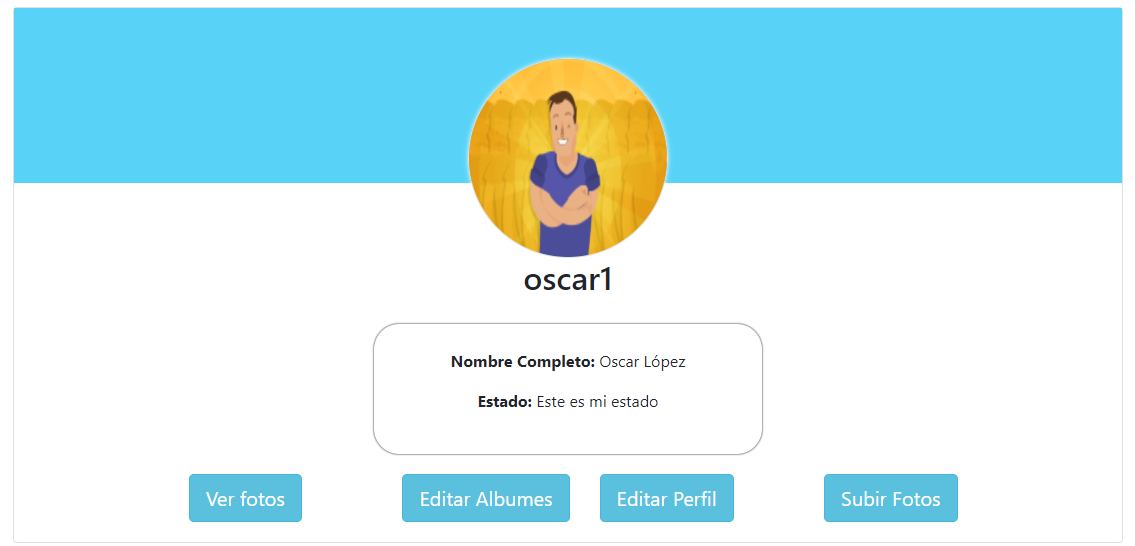 oscar1
Nombre Completo: Oscar López
Estado: Este es mi estado
Ver fotos
Editar Albumes
Editar Perfil
Subir Fotos